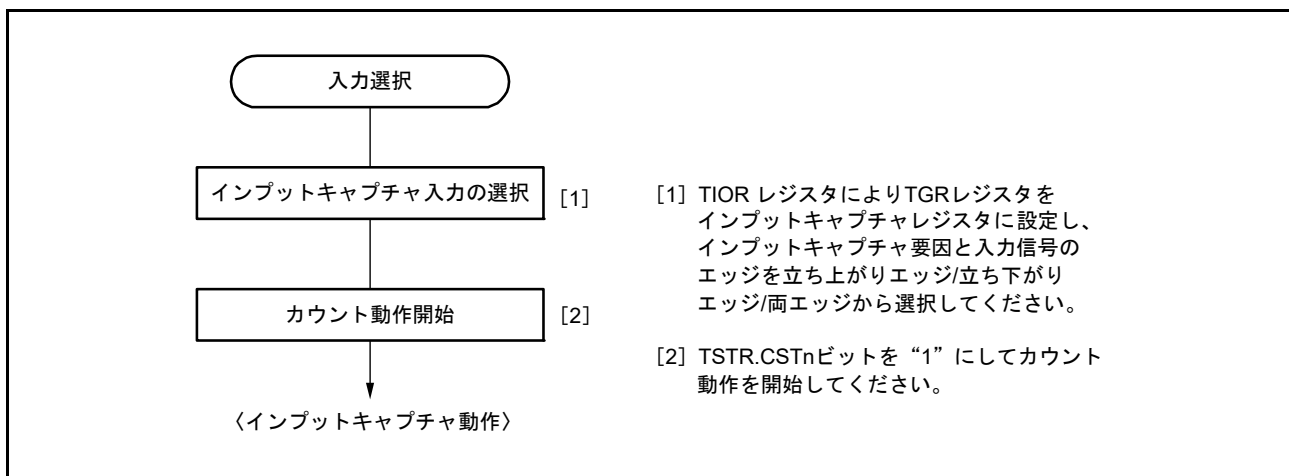 入力選択
インプットキャプチャ入力の選択 [1]
カウント動作開始 [2]
〈インプットキャプチャ動作〉
[1] TIOR レジスタによりTGRレジスタを
インプットキャプチャレジスタに設定し、
インプットキャプチャ要因と入力信号の
エッジを立ち上がりエッジ/立ち下がり
エッジ/両エッジから選択してください。
[2] TSTR.CSTnビットを“1”にしてカウント
動作を開始してください。